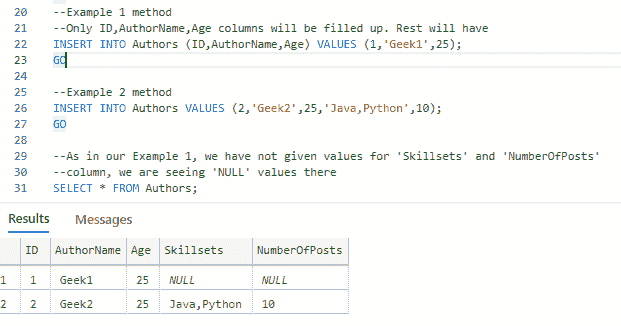 20 --Example 1 method
21 --Only ID,AuthorName,Age columns will be filled up. Rest will have
22 INSERT INTO Authors (ID,AuthorName,Age) VALUES (1,'Geek1',25);
23 GO
24
25 --Example 2 method
26 INSERT INTO Authors VALUES (2,'Geek2',25,'Java,Python',10);
27 GO
28
29 --As in our Example 1, we have not given values for 'Skillsets' and 'NumberOfPosts'
30 --column, we are seeing 'NULL' values there
31 SELECT * FROM Authors;
Results Messages
ID AuthorName Age Skillsets NumberOfPosts
1 1 Geek1 25 NULL NULL
2 2 Geek2 25 Java,Python 10